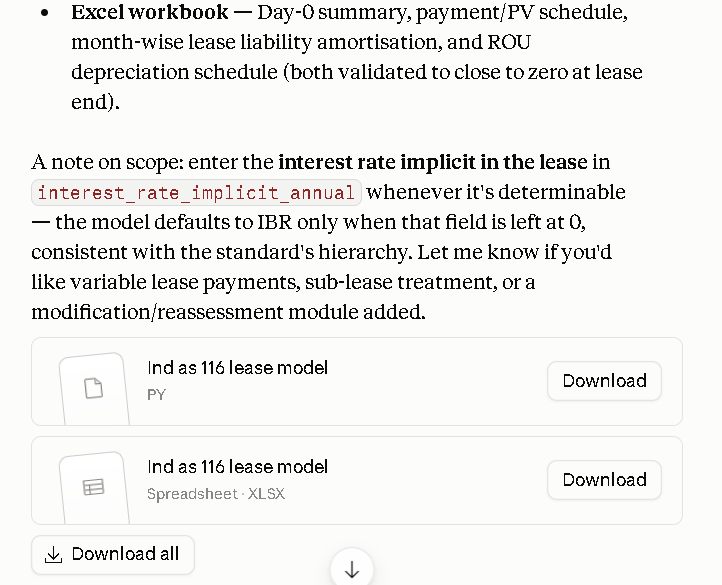 Excel workbook — Day-0 summary, payment/PV schedule,
month-wise lease liability amortisation, and ROU
depreciation schedule (both validated to close to zero at lease
end).
A note on scope: enter the interest rate implicit in the lease in
interest_rate_implicit_annual whenever it's determinable
— the model defaults to IBR only when that field is left at 0,
consistent with the standard's hierarchy. Let me know if you'd
like variable lease payments, sub-lease treatment, or a
modification/reassessment module added.
Ind as 116 lease model
PY
Download
Ind as 116 lease model
Spreadsheet · XLSX
Download
Download all